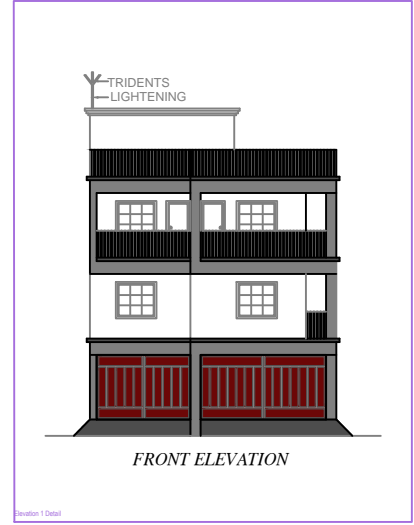 TRIDENTS
LIGHTENING
FRONT ELEVATION
Elevation 1 Detail